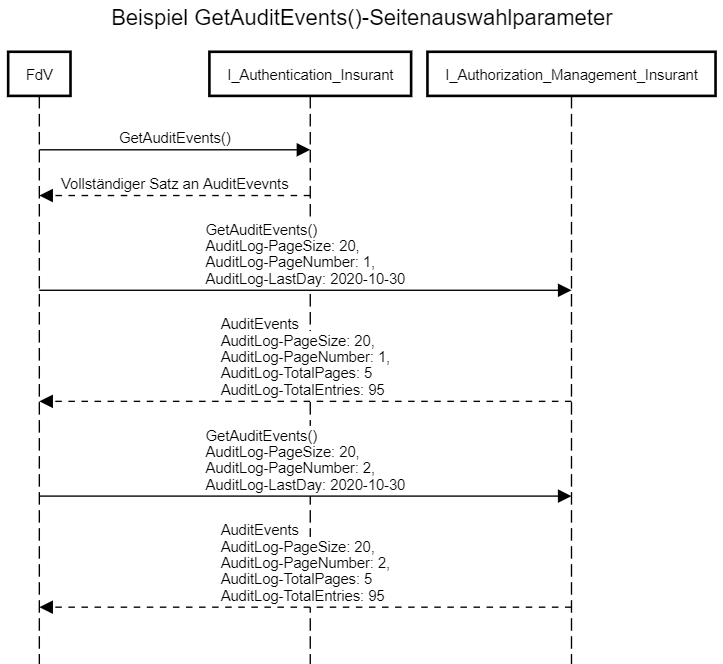 Beispiel GetAuditEvents()-Seitenauswahlparameter
FdV
I_Authentication_Insurant
I_Authorization_Management_Insurant
GetAuditEvents()
Vollständiger Satz an AuditEvevnts
GetAuditEvents()
AuditLog-PageSize: 20,
AuditLog-PageNumber: 1,
AuditLog-LastDay: 2020-10-30
AuditEvents
AuditLog-PageSize: 20,
AuditLog-PageNumber: 1,
AuditLog-TotalPages: 5
AuditLog-TotalEntries: 95
GetAuditEvents()
AuditLog-PageSize: 20,
AuditLog-PageNumber: 2,
AuditLog-LastDay: 2020-10-30
AuditEvents
AuditLog-PageSize: 20,
AuditLog-PageNumber: 2,
AuditLog-TotalPages: 5
AuditLog-TotalEntries: 95